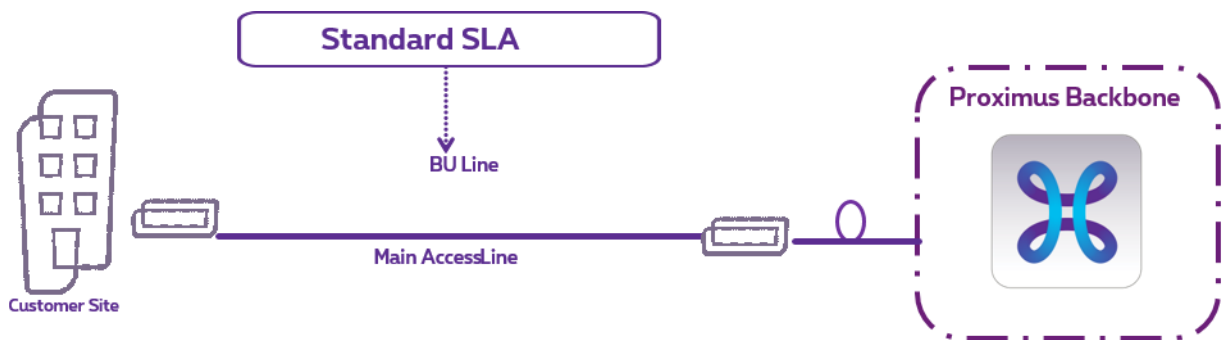 Standard SLA
Proximus Backbone
BU Line
Main AccessLine
Customer Site